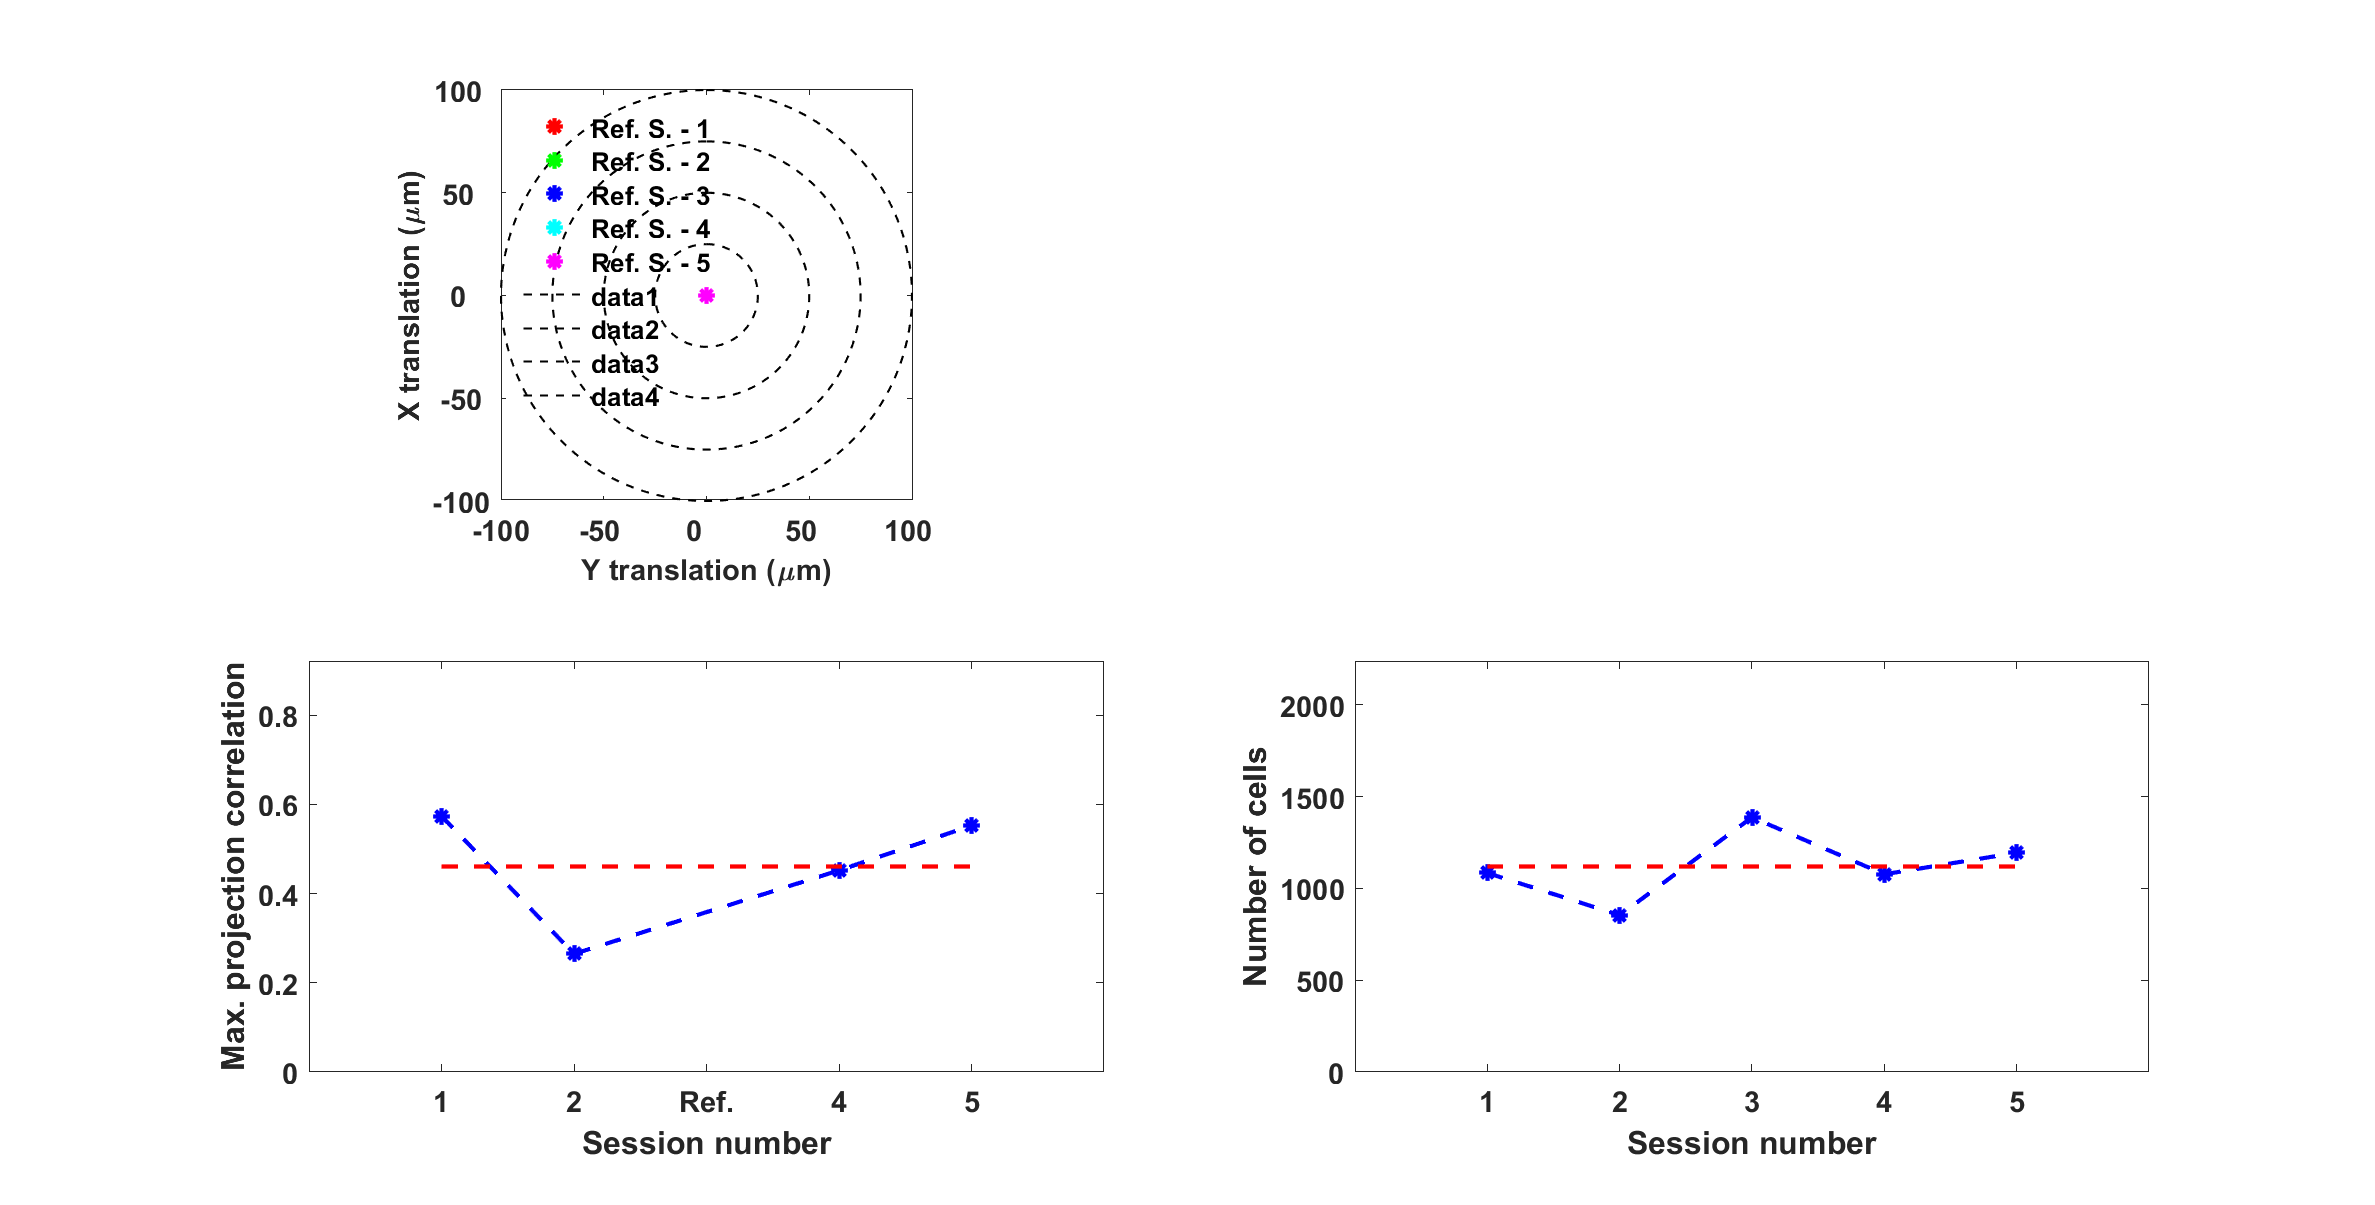 100
50
0
-50
-100
X translation (μm)
Ref. S. - 1
Ref. S. - 2
Ref. S. - 3
Ref. S. - 4
Ref. S. - 5
data1
data2
data3
data4
-100 -50 0 50 100
Y translation (μm)
Max. projection correlation
0.8
0.6
0.4
0.2
0
1 2 Ref. 4 5
Session number
Number of cells
2000
1500
1000
500
0
1 2 3 4 5
Session number